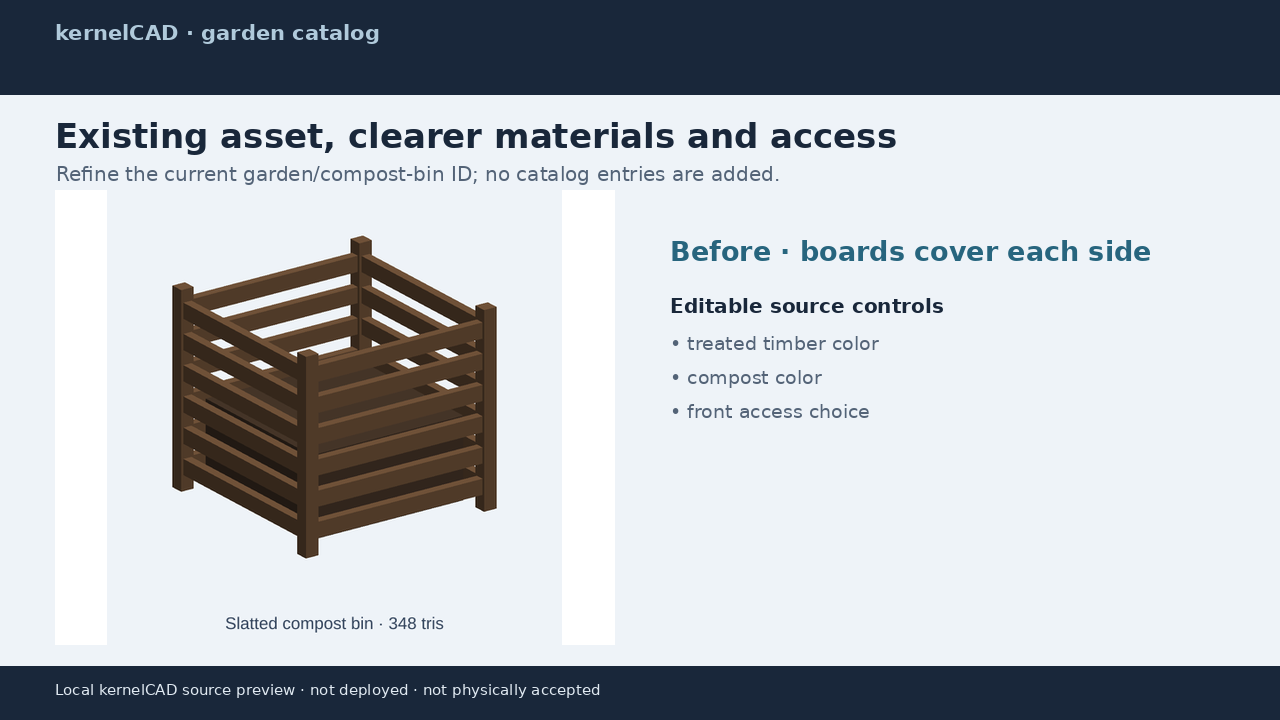 kernelCAD · garden catalog
Existing asset, clearer materials and access
Refine the current garden/compost-bin ID; no catalog entries are added.
Before · boards cover each side
Editable source controls
• treated timber color
• compost color
• front access choice
Slatted compost bin · 348 tris
Local kernelCAD source preview · not deployed · not physically accepted